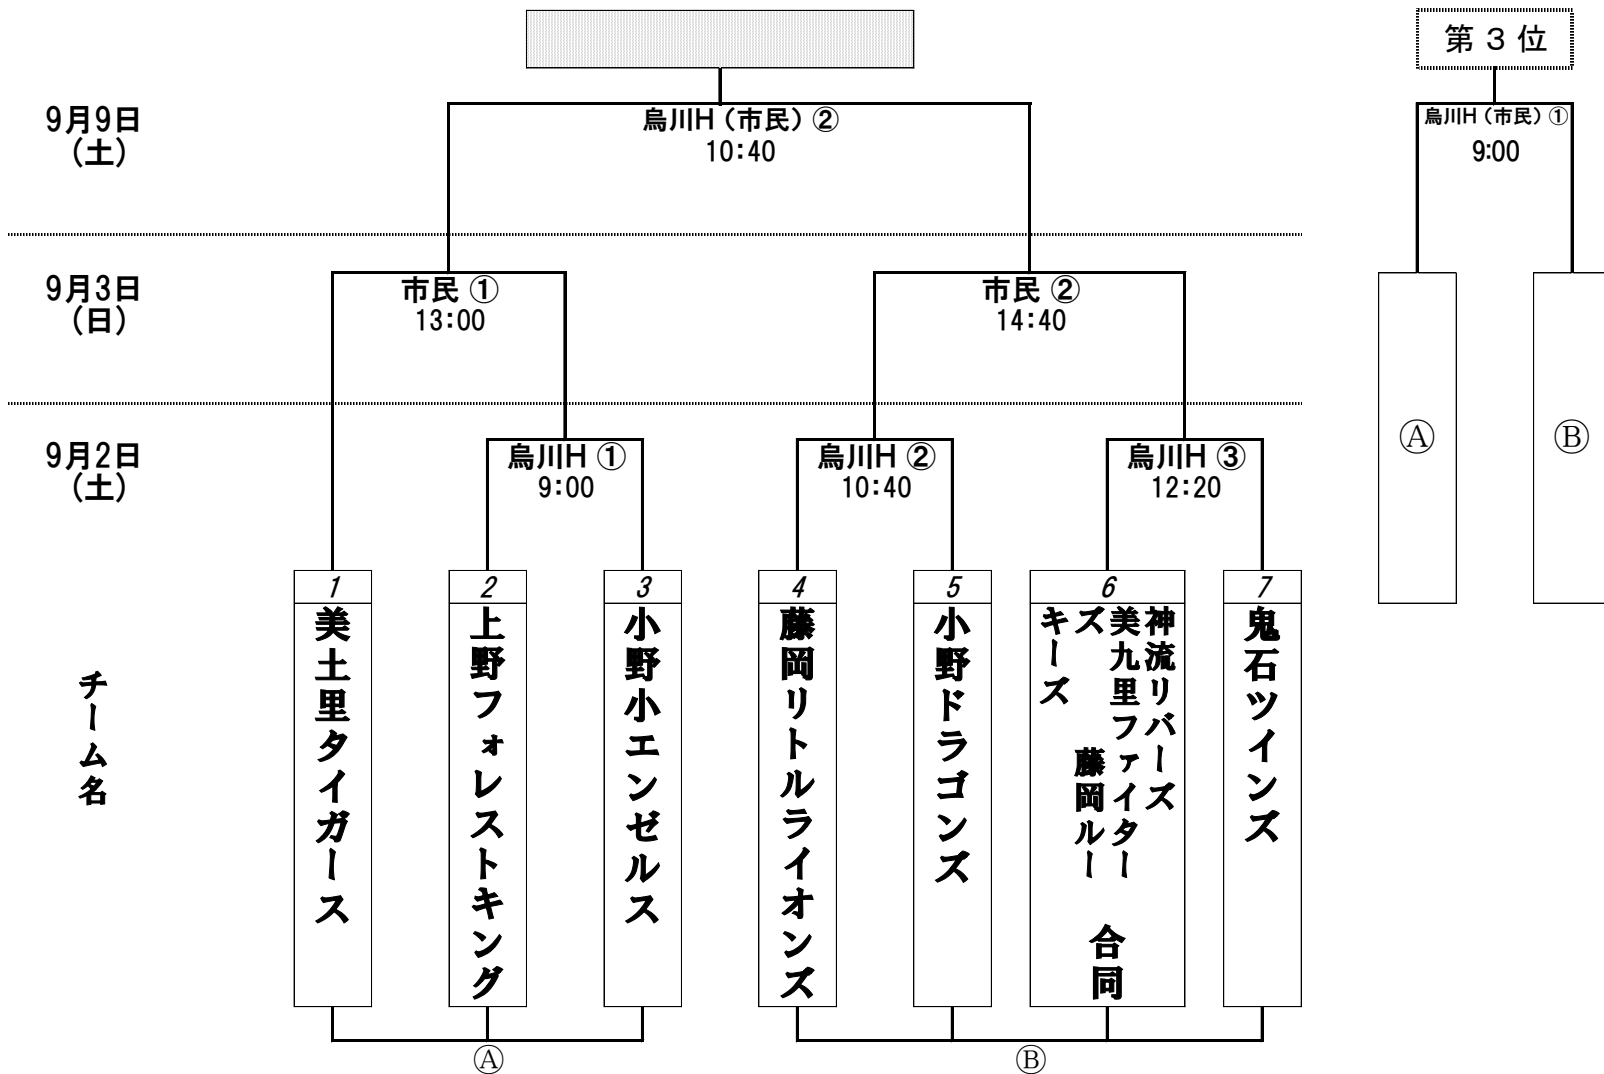 第３位
9月9日
(土)
烏川H（市民）②
10:40
烏川H（市民）①
9:00
9月3日
(日)
市民 ①
13:00
市民 ②
14:40
9月2日
(土)
烏川H ①
9:00
烏川H ②
10:40
烏川H ③
12:20
Ⓐ
Ⓑ
チーム名
1
美土里タイガース
2
上野フォレストキング
3
小野小エンゼルス
4
藤岡リトルライオンズ
5
小野ドラゴンズ
6
神流リバーズ
美九里ファイター
ズ　藤岡ルー
キーズ
合同
7
鬼石ツインズ
Ⓐ
Ⓑ